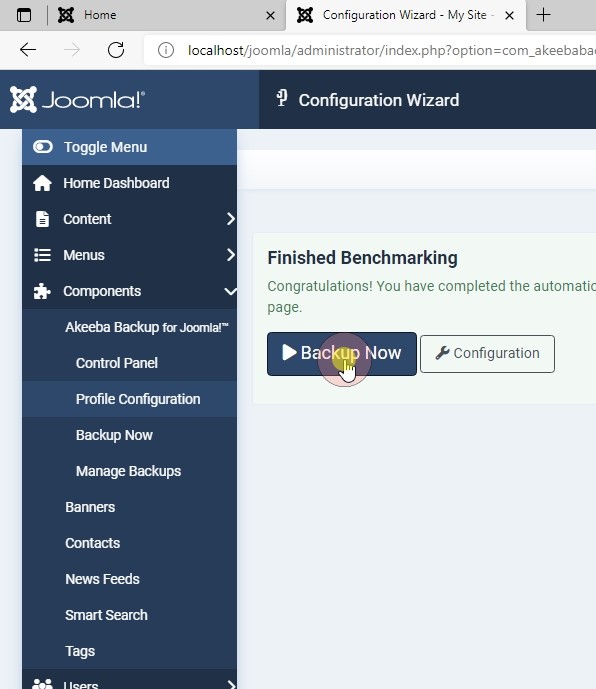 Home
Configuration Wizard - My Site -
localhost/joomla/administrator/index.php?option=com_akeebaba
Joomla!®
Configuration Wizard
Toggle Menu
Home Dashboard
Content
Menus
Components
Akeeba Backup for Joomla!™
Control Panel
Profile Configuration
Backup Now
Manage Backups
Banners
Contacts
News Feeds
Smart Search
Tags
Users
Finished Benchmarking
Congratulations! You have completed the automatic
page.
Backup Now
Configuration